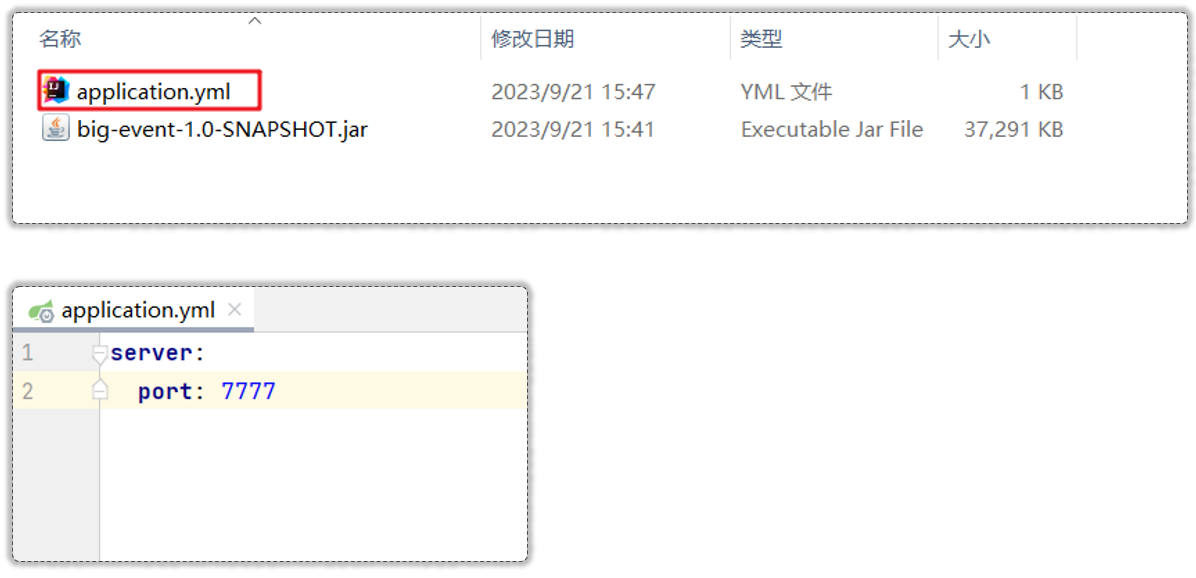 名称 修改日期 类型 大小
application.yml 2023/9/21 15:47 YML 文件 1 KB
big-event-1.0-SNAPSHOT.jar 2023/9/21 15:41 Executable Jar File 37,291 KB
application.yml
1 server:
2 port: 7777